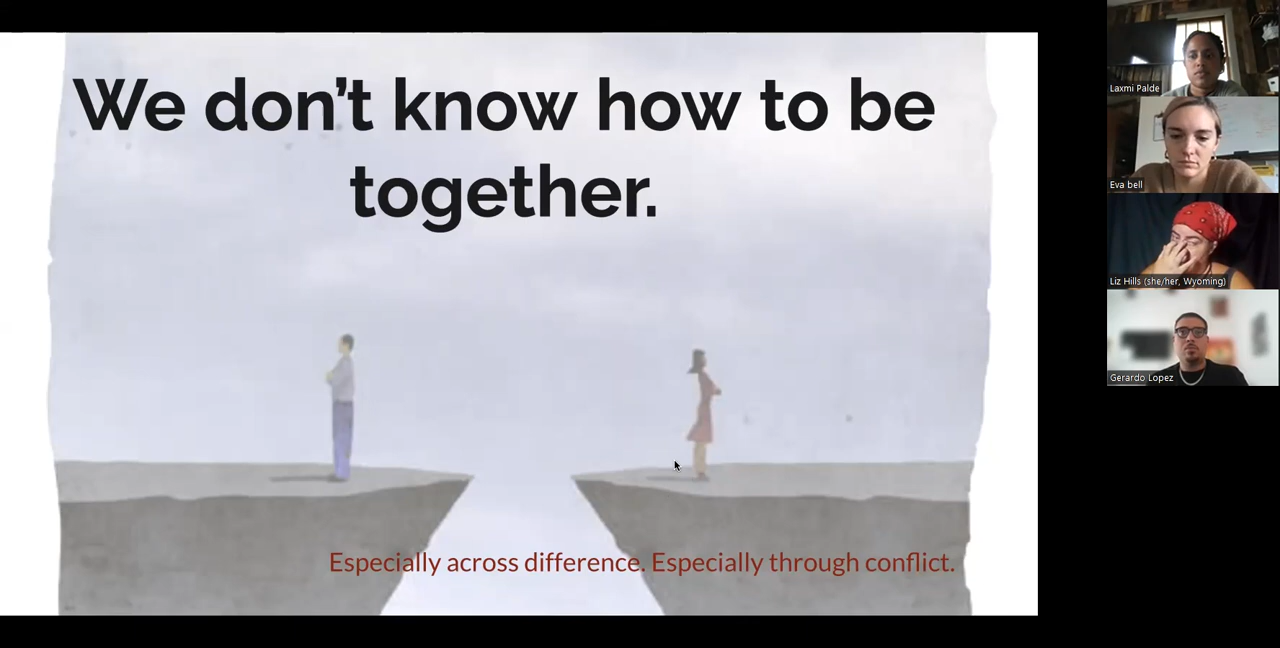 We don't know how to be
together.
Especially across difference. Especially through conflict.
Laxmi Palde
Eva bell
Liz Hills (she/her, Wyoming)
Gerardo Lopez